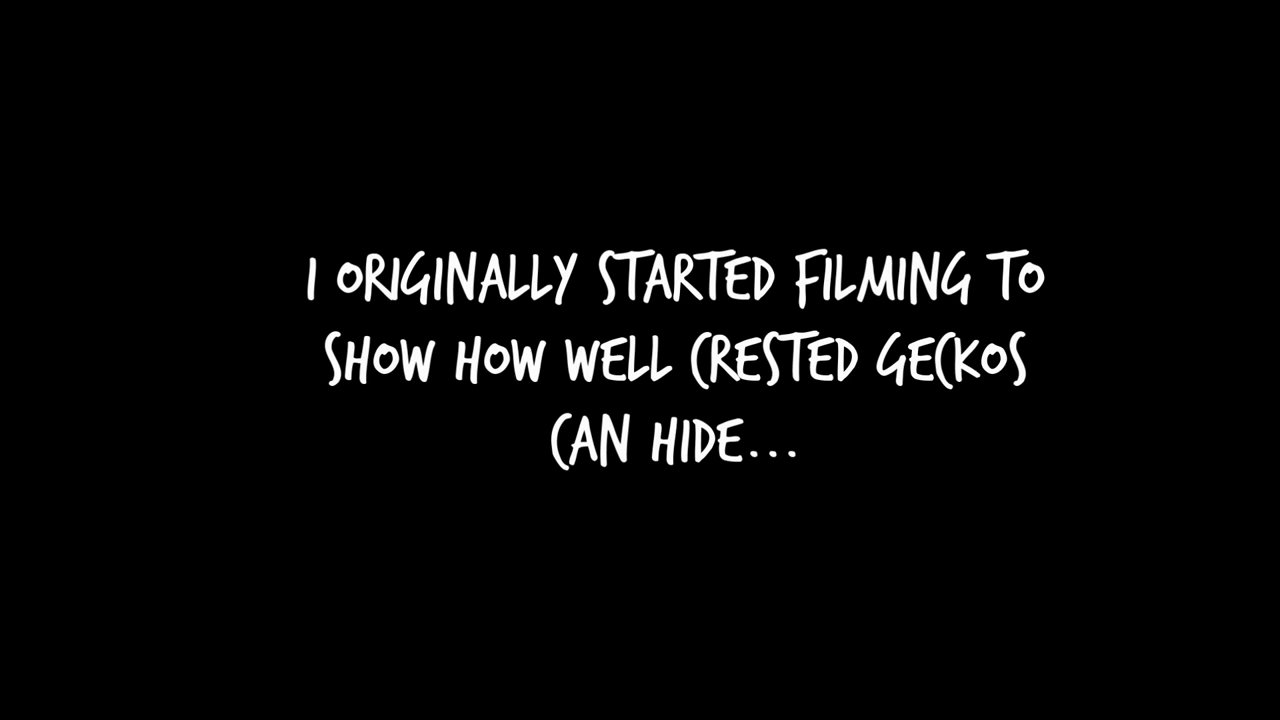 I ORIGINALLY STARTED FILMING TO
SHOW HOW WELL CRESTED GECKOS
CAN HIDE...